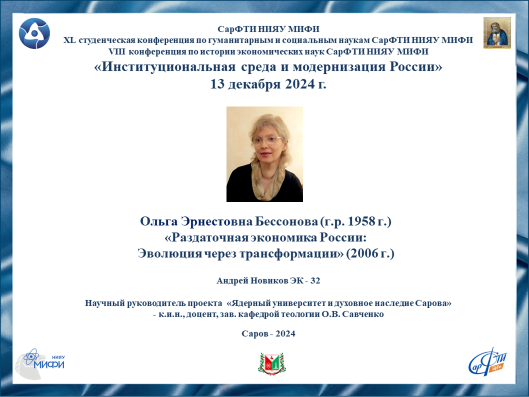 СарФТИ НИЯУ МИФИ
XL студенческая конференция по гуманитарным и социальным наукам СарФТИ НИЯУ МИФИ
VIII конференция по истории экономических наук СарФТИ НИЯУ МИФИ
«Институциональная среда и модернизация России»
13 декабря 2024 г.
Ольга Эрнестовна Бессонова (г.р. 1958 г.)
«Раздаточная экономика России:
Эволюция через трансформации» (2006 г.)
Андрей Новиков ЭК - 32
Научный руководитель проекта «Ядерный университет и духовное наследие Сарова»
- к.и.н., доцент, зав. кафедрой теологии О.В. Савченко
Саров - 2024
НИЯУ
МИФИ
СарФТИ